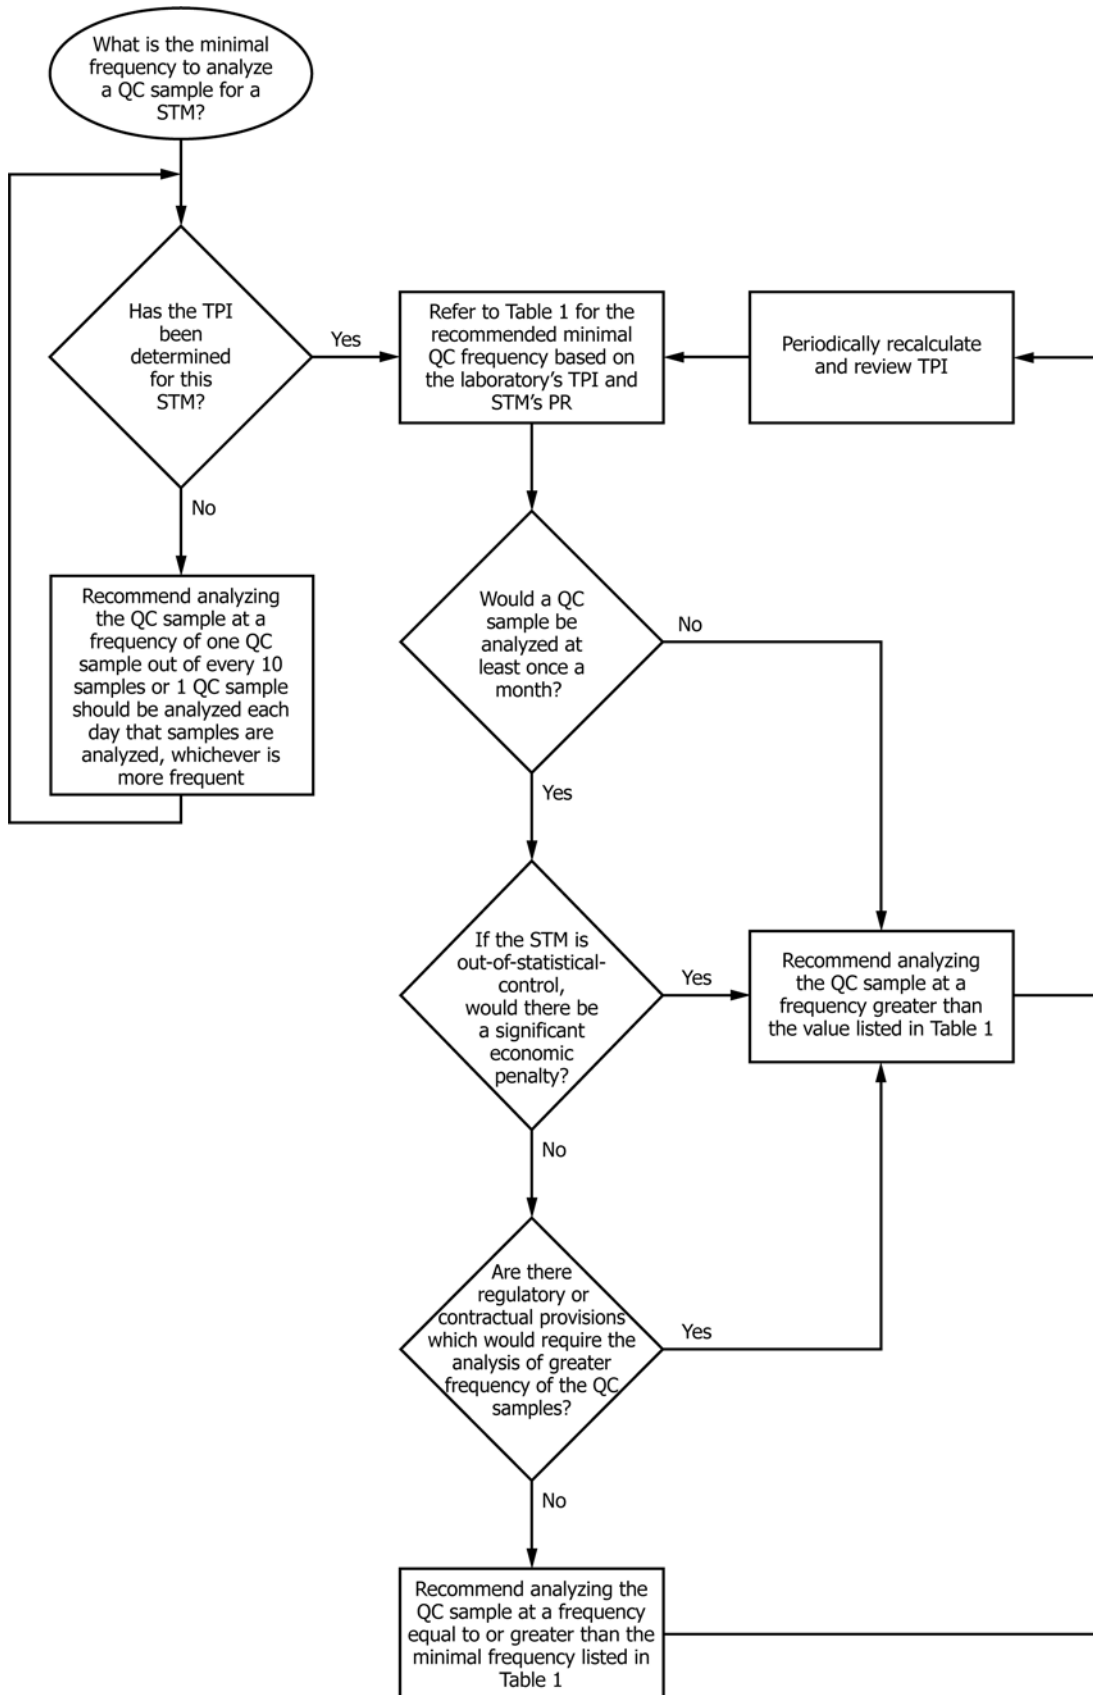 What is the minimal
frequency to analyze
a QC sample for a
STM?
Has the TPI
been
determined
for this
STM?
Yes
No
Refer to Table 1 for the
recommended minimal
QC frequency based on
the laboratory's TPI and
STM's PR
Periodically recalculate
and review TPI
Recommend analyzing
the QC sample at a
frequency of one QC
sample out of every 10
samples or 1 QC sample
should be analyzed each
day that samples are
analyzed, whichever is
more frequent
Would a QC
sample be
analyzed at
least once a
month?
No
Yes
If the STM is
out-of-statistical-
control,
would there be
a significant
economic
penalty?
Yes
No
Recommend analyzing
the QC sample at a
frequency greater than
the value listed in Table 1
Are there
regulatory or
contractual provisions
which would require the
analysis of greater
frequency of the QC
samples?
Yes
No
Recommend analyzing the
QC sample at a frequency
equal to or greater than the
minimal frequency listed in
Table 1